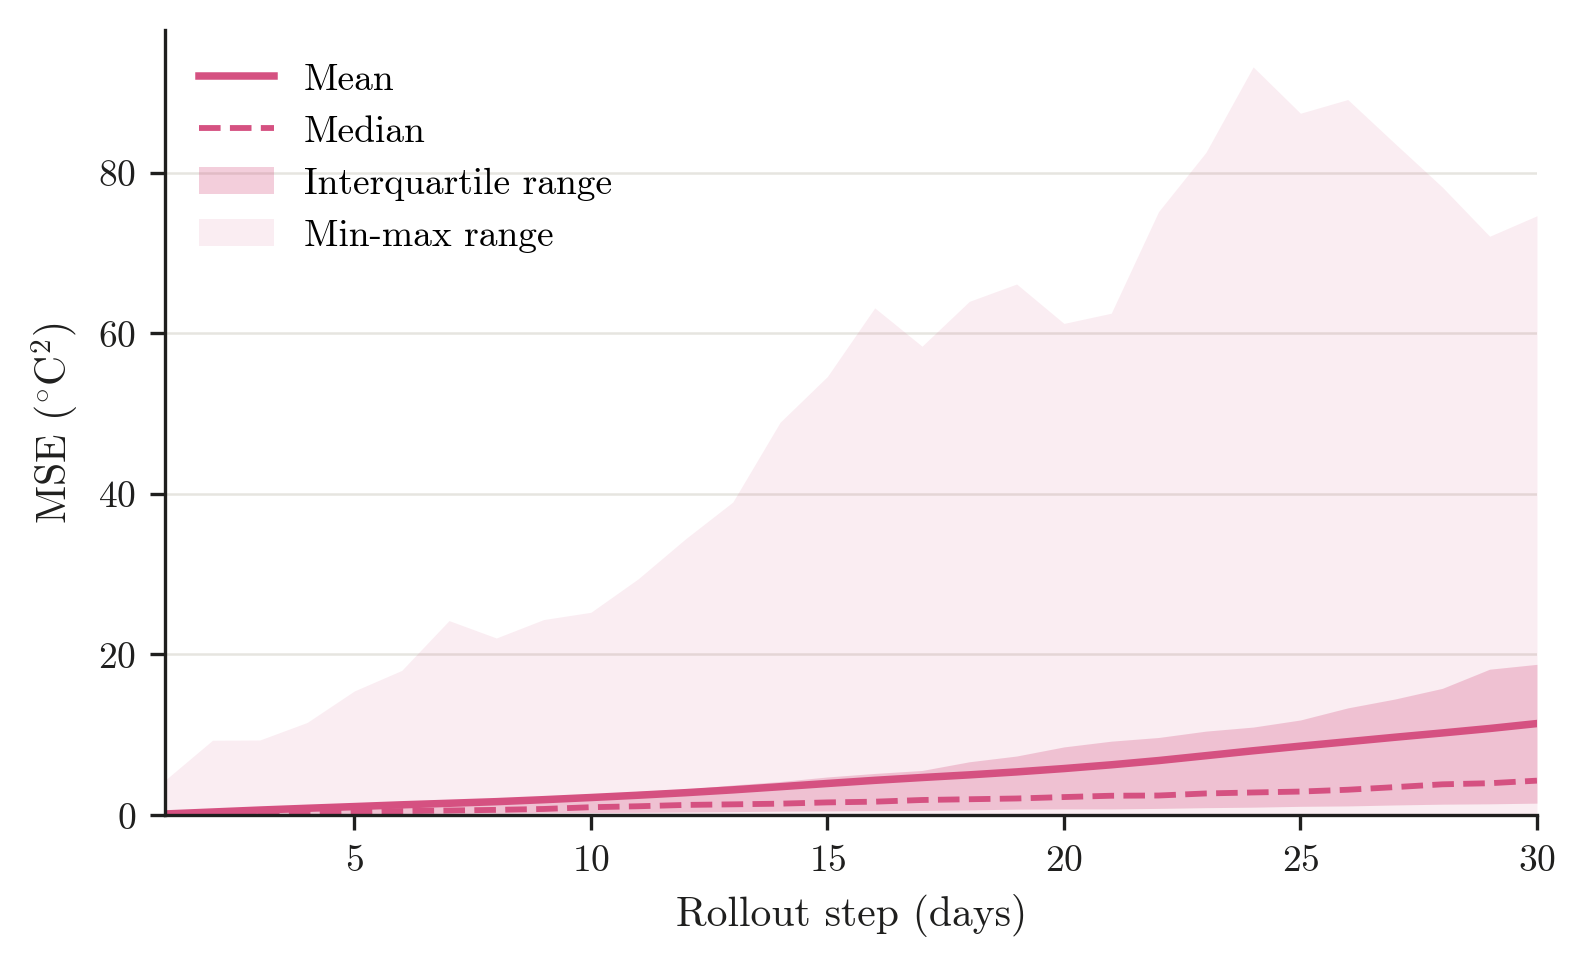 Mean
Median
Interquartile range
Min-max range
MSE (°C²)
80
60
40
20
0
5 10 15 20 25 30
Rollout step (days)